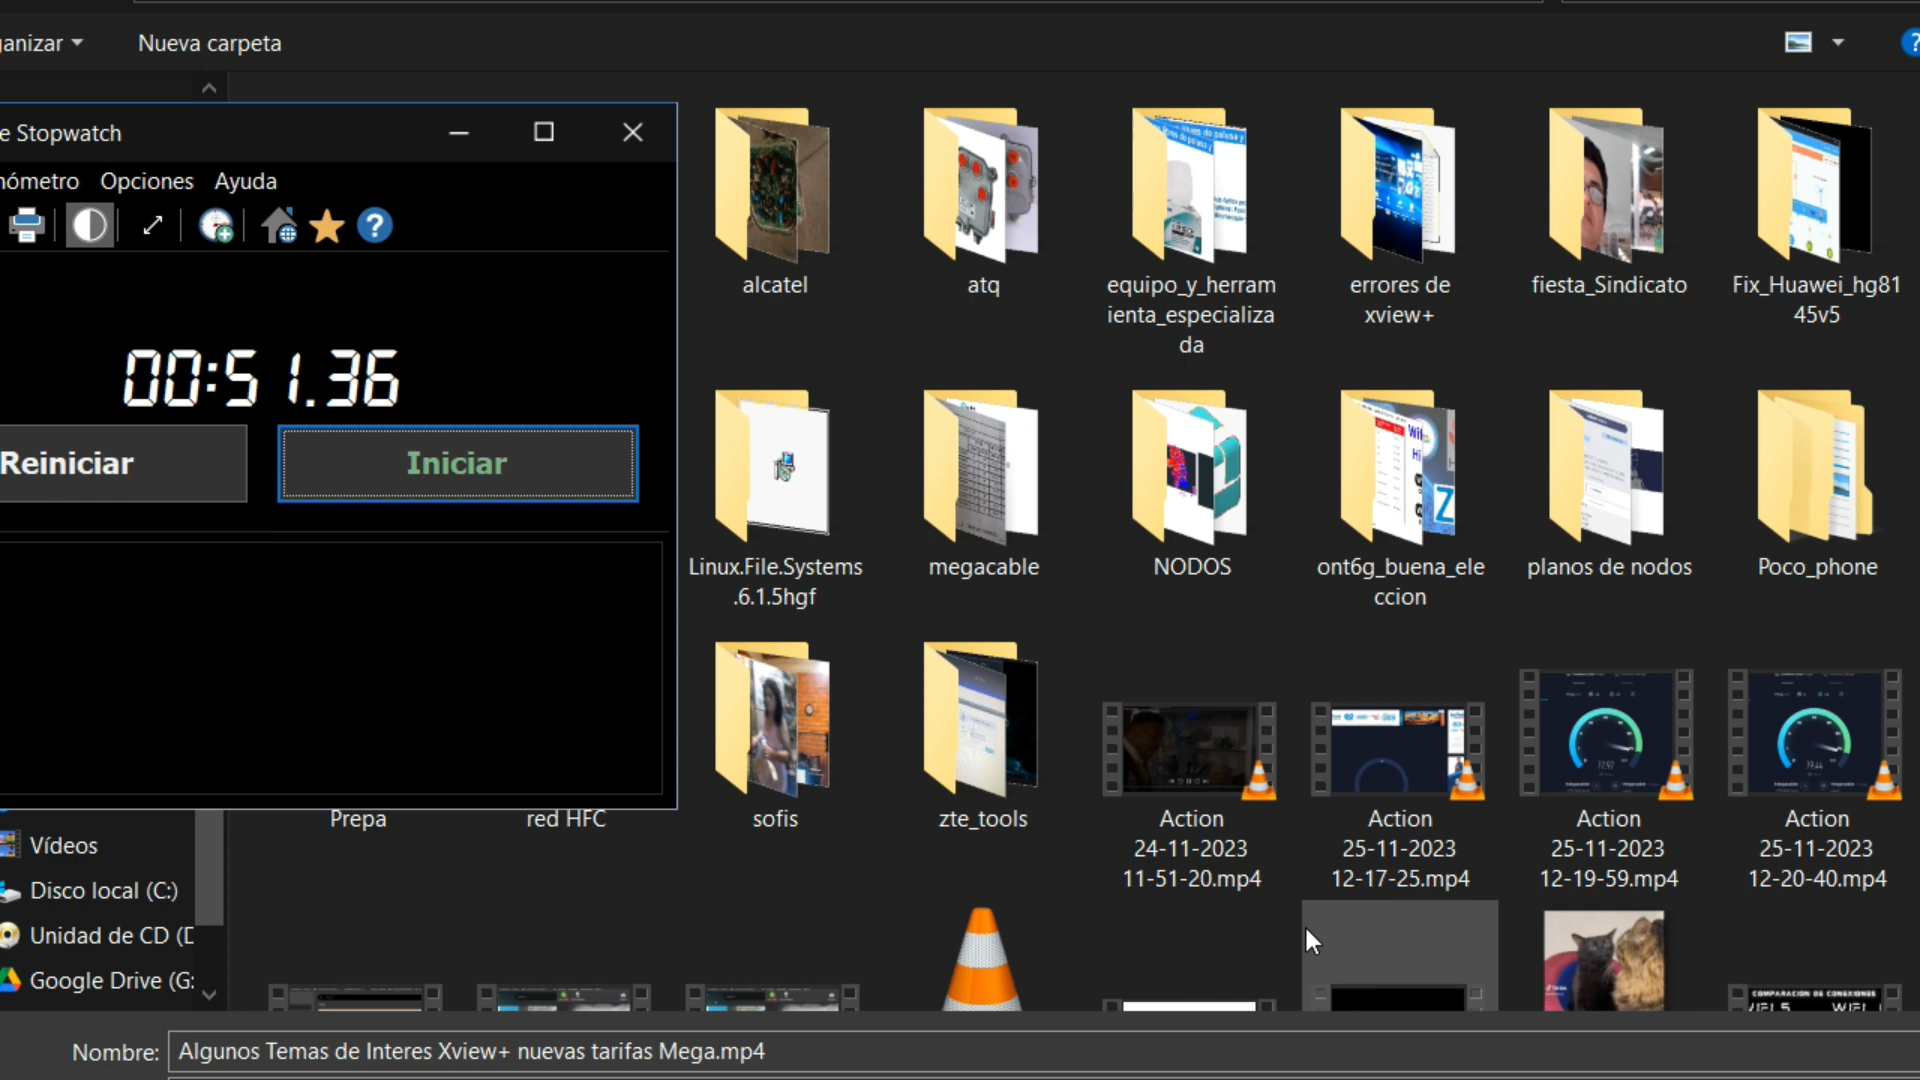 anizar
Nueva carpeta
e Stopwatch
nómetro Opciones Ayuda
00:51.36
Reiniciar
Iniciar
alcatel
atq
equipo_y_herram
ienta_especializa
da
errores de
xview+
fiesta_Sindicato
Fix_Huawei_hg81
45v5
Linux.File.Systems
.6.1.5hgf
megacable
NODOS
ont6g_buena_ele
ccion
planos de nodos
Poco_phone
Prepa
red HFC
sofis
zte_tools
Action
24-11-2023
11-51-20.mp4
Action
25-11-2023
12-17-25.mp4
Action
25-11-2023
12-19-59.mp4
Action
25-11-2023
12-20-40.mp4
Vídeos
Disco local (C:)
Unidad de CD (D
Google Drive (G:
COMPARACION DE CONEXIONES
Nombre: Algunos Temas de Interes Xview+ nuevas tarifas Mega.mp4